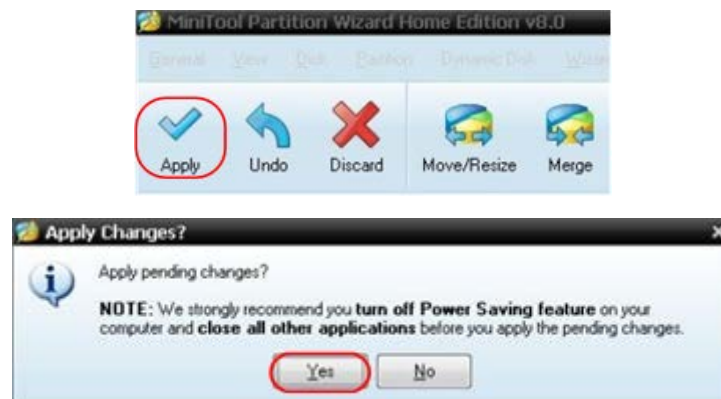 MiniTool Partition Wizard Home Edition v8.0
General View Disk Partition Dynamic Disk
Apply Undo Discard Move/Resize Merge
Apply Changes?
Apply pending changes?
NOTE: We strongly recommend you turn off Power Saving feature on your
computer and close all other applications before you apply the pending changes.
Yes No